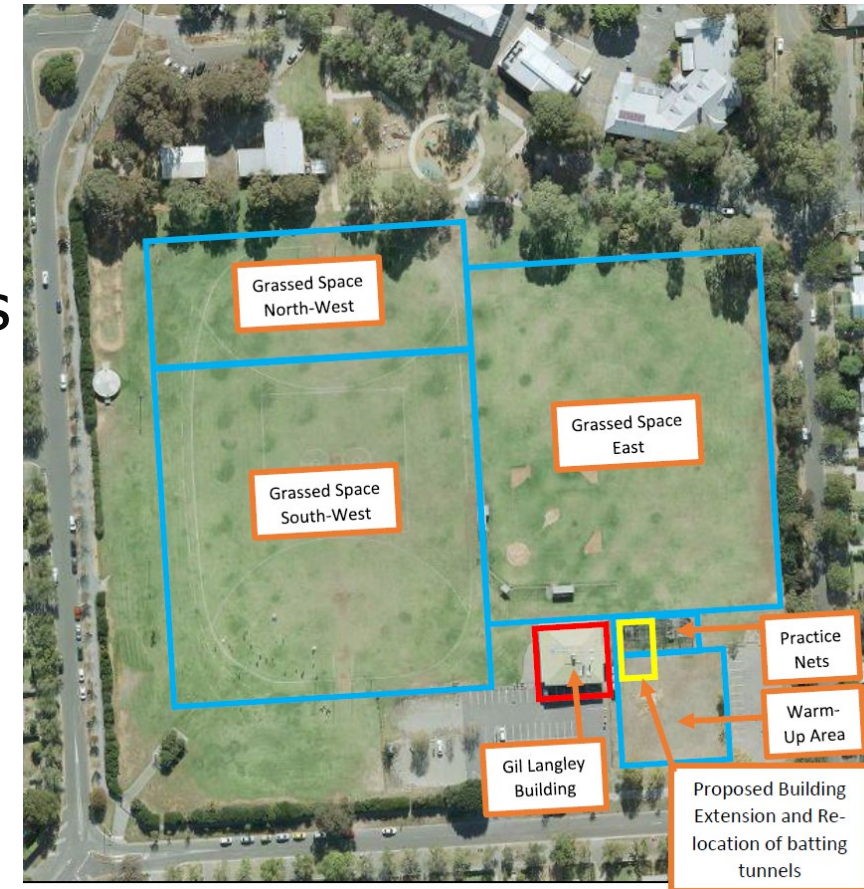 s
Grassed Space
North-West
Grassed Space
East
Grassed Space
South-West
Practice
Nets
Warm-
Up Area
Gil Langley
Building
Proposed Building
Extension and Re-
location of batting
tunnels